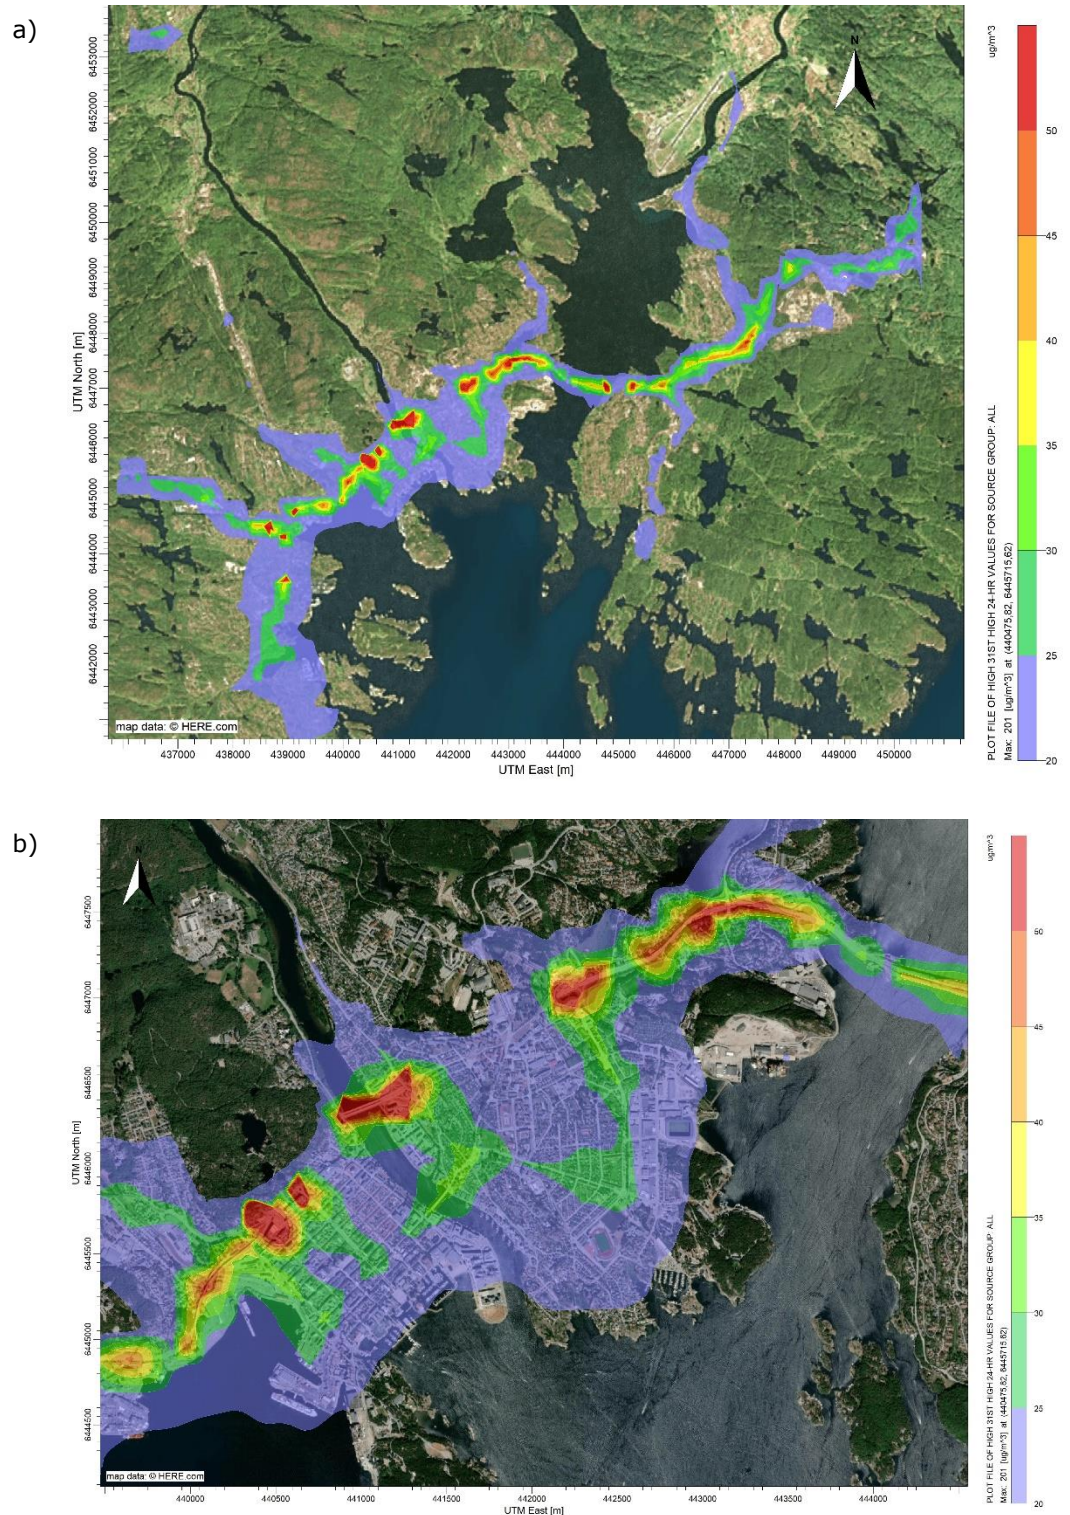 a)
ug/m^3
N
6453000
6452000
6451000
6450000
6449000
6448000
6447000
6446000
6445000
6444000
6443000
6442000
UTM North [m]
50
45
40
35
30
25
20
PLOT FILE OF HIGH 31ST HIGH 24-HR VALUES FOR SOURCE GROUP: ALL
Max: 201 [ug/m^3] at (440475,82, 6445715,62)
map data: © HERE.com
437000 438000 439000 440000 441000 442000 443000 444000 445000 446000 447000 448000 449000 450000
UTM East [m]
b)
ug/m^3
6447500
6447000
6446500
6446000
6445500
6445000
6444500
UTM North [m]
50
45
40
35
30
25
20
PLOT FILE OF HIGH 31ST HIGH 24-HR VALUES FOR SOURCE GROUP: ALL
Max: 201 [ug/m^3] at (440475,82, 6445715,62)
map data: © HERE.com
440000 440500 441000 441500 442000 442500 443000 443500 444000
UTM East [m]